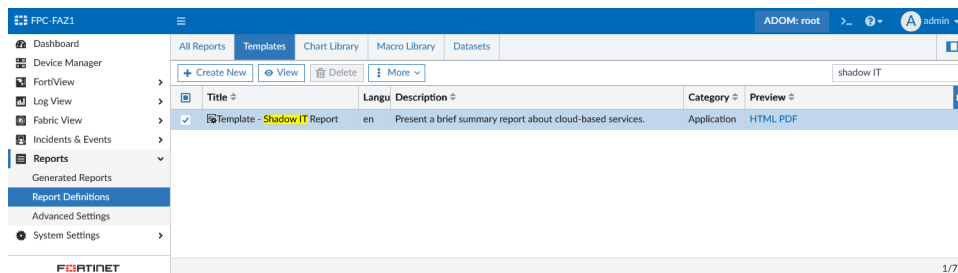 FPC-FAZ1
ADOM: root
>_
A admin
Dashboard
Device Manager
FortiView
Log View
Fabric View
Incidents & Events
Reports
Generated Reports
Report Definitions
Advanced Settings
System Settings
FORTINET
All Reports Templates Chart Library Macro Library Datasets
+ Create New View Delete More
shadow IT
Title Langu Description Category Preview
Template - Shadow IT Report en Present a brief summary report about cloud-based services. Application HTML PDF
1/7